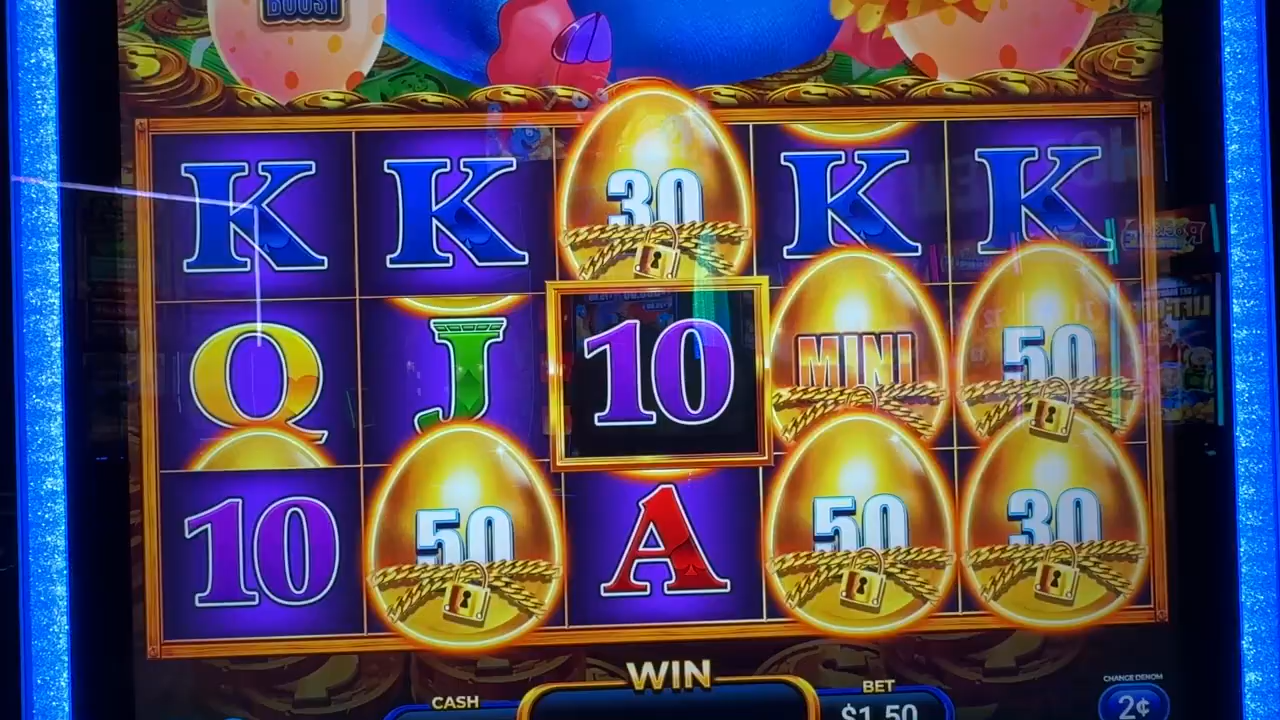 BOOST
K K 30 K K
Q J 10 MINI 50
10 50 A 50 30
WIN
CASH
BET
$1.50
CHANGE DENOM
2¢